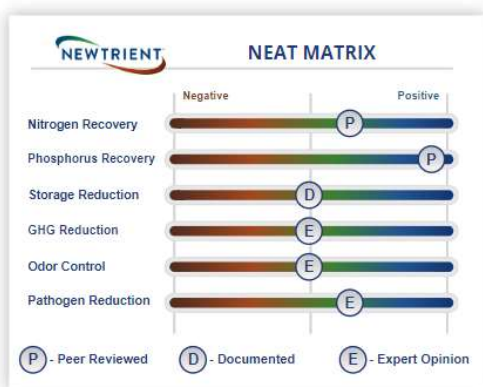 NEWTRIENT
NEAT MATRIX
Negative Positive
Nitrogen Recovery P
Phosphorus Recovery P
Storage Reduction D
GHG Reduction E
Odor Control E
Pathogen Reduction E
P - Peer Reviewed D - Documented E - Expert Opinion